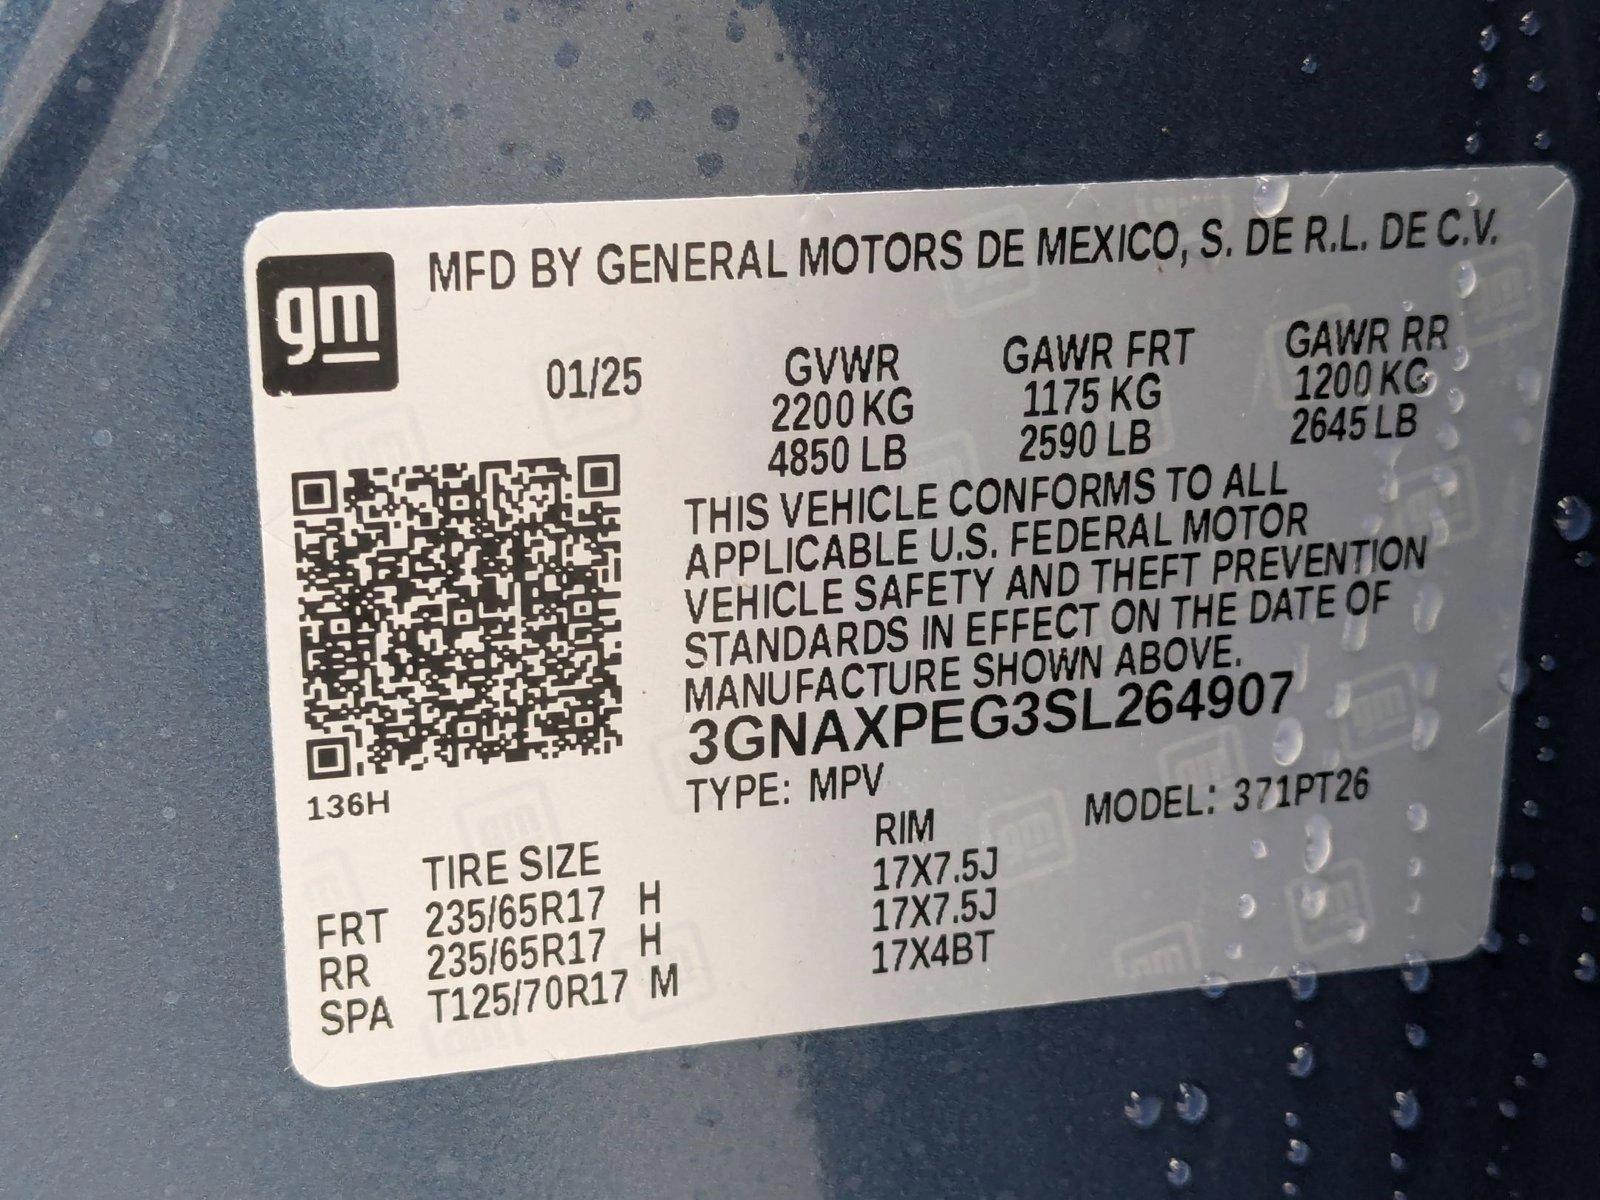 gm
MFD BY GENERAL MOTORS DE MEXICO, S. DE R.L. DE C.V.
01/25
GVWR
2200 KG
4850 LB
GAWR FRT
1175 KG
2590 LB
GAWR RR
1200 KG
2645 LB
THIS VEHICLE CONFORMS TO ALL
APPLICABLE U.S. FEDERAL MOTOR
VEHICLE SAFETY AND THEFT PREVENTION
STANDARDS IN EFFECT ON THE DATE OF
MANUFACTURE SHOWN ABOVE.
3GNAXPEG3SL264907
TYPE: MPV
MODEL: 371PT26
136H
TIRE SIZE RIM
FRT 235/65R17 H 17X7.5J
RR 235/65R17 H 17X7.5J
SPA T125/70R17 M 17X4BT